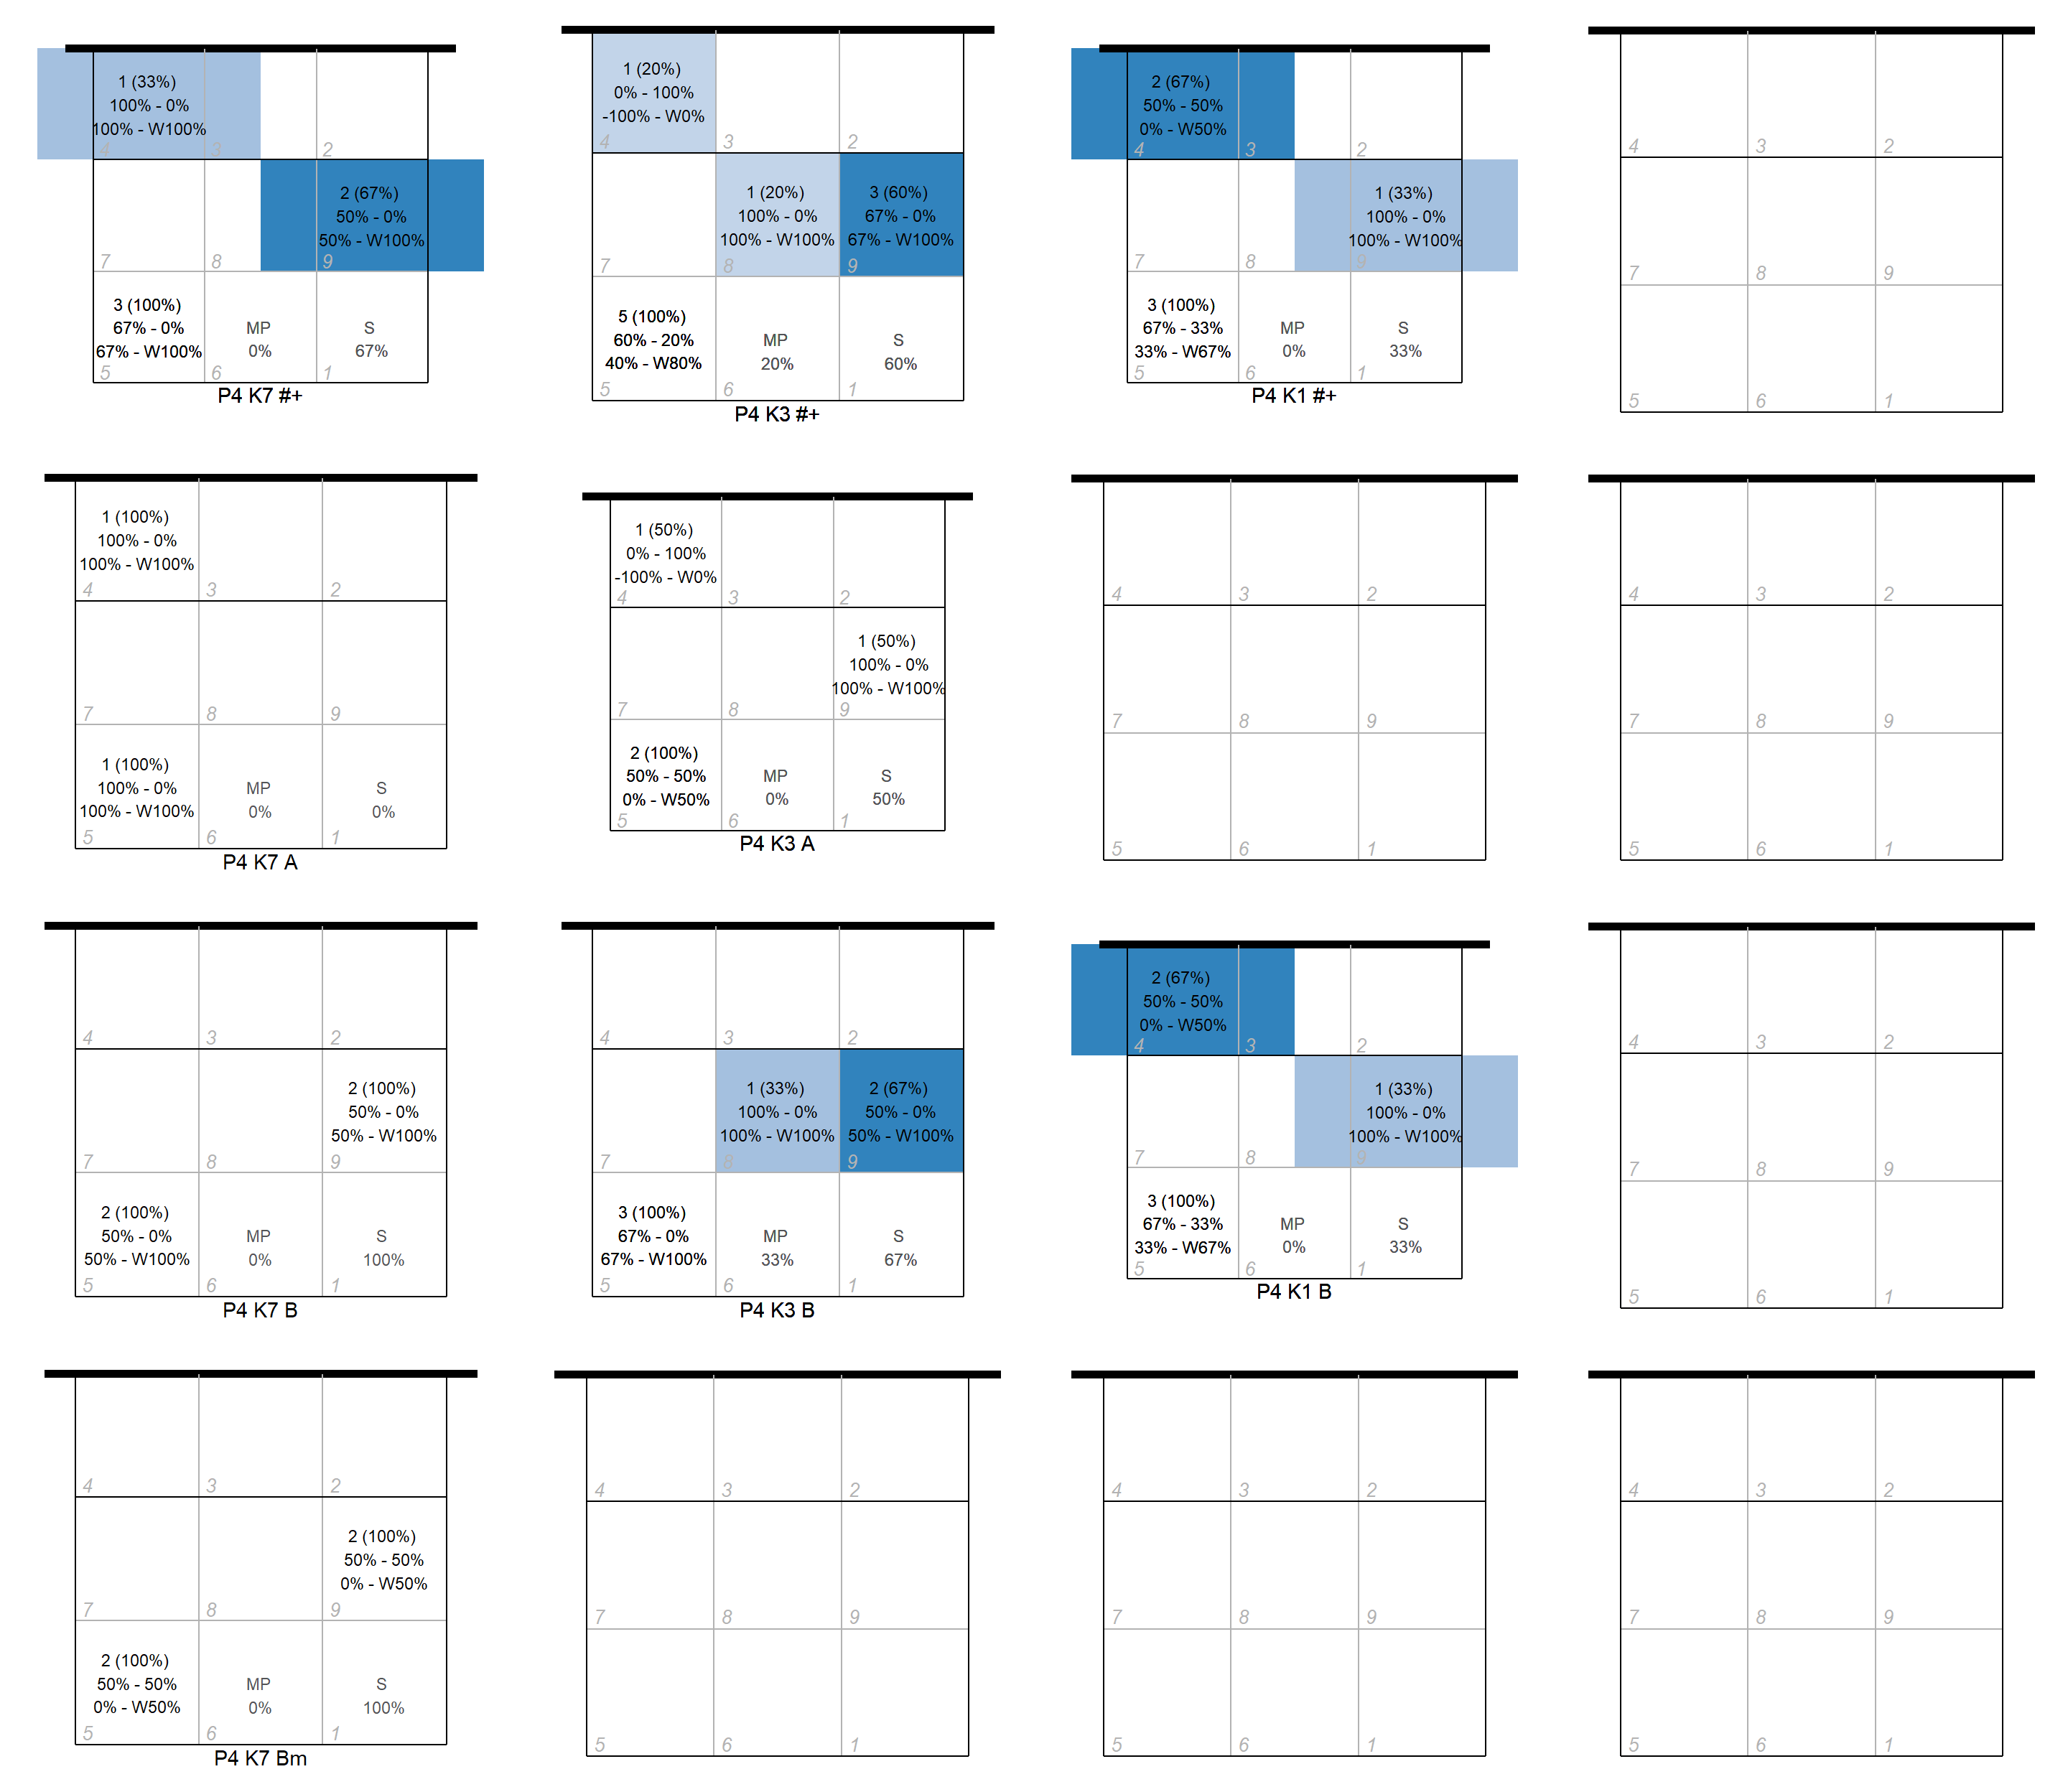 1 (33%)
100% - 0%
100% - W100%
4 3 2
2 (67%)
50% - 0%
50% - W100%
7 8 9
3 (100%)
67% - 0%
67% - W100%
MP
0%
S
67%
5 6 1
P4 K7 #+
1 (20%)
0% - 100%
-100% - W0%
4 3 2
1 (20%)
100% - 0%
100% - W100%
3 (60%)
67% - 0%
67% - W100%
7 8 9
5 (100%)
60% - 20%
40% - W80%
MP
20%
S
60%
5 6 1
P4 K3 #+
2 (67%)
50% - 50%
0% - W50%
4 3 2
1 (33%)
100% - 0%
100% - W100%
7 8 9
3 (100%)
67% - 33%
33% - W67%
MP
0%
S
33%
5 6 1
P4 K1 #+
4 3 2
7 8 9
5 6 1
1 (100%)
100% - 0%
100% - W100%
4 3 2
7 8 9
1 (100%)
100% - 0%
100% - W100%
MP
0%
S
0%
5 6 1
P4 K7 A
1 (50%)
0% - 100%
-100% - W0%
4 3 2
1 (50%)
100% - 0%
100% - W100%
7 8 9
2 (100%)
50% - 50%
0% - W50%
MP
0%
S
50%
5 6 1
P4 K3 A
4 3 2
7 8 9
5 6 1
4 3 2
7 8 9
5 6 1
4 3 2
2 (100%)
50% - 0%
50% - W100%
7 8 9
2 (100%)
50% - 0%
50% - W100%
MP
0%
S
100%
5 6 1
P4 K7 B
4 3 2
1 (33%)
100% - 0%
100% - W100%
2 (67%)
50% - 0%
50% - W100%
7 8 9
3 (100%)
67% - 0%
67% - W100%
MP
33%
S
67%
5 6 1
P4 K3 B
2 (67%)
50% - 50%
0% - W50%
4 3 2
1 (33%)
100% - 0%
100% - W100%
7 8 9
3 (100%)
67% - 33%
33% - W67%
MP
0%
S
33%
5 6 1
P4 K1 B
4 3 2
7 8 9
5 6 1
4 3 2
2 (100%)
50% - 50%
0% - W50%
7 8 9
2 (100%)
50% - 50%
0% - W50%
MP
0%
S
100%
5 6 1
P4 K7 Bm
4 3 2
7 8 9
5 6 1
4 3 2
7 8 9
5 6 1
4 3 2
7 8 9
5 6 1